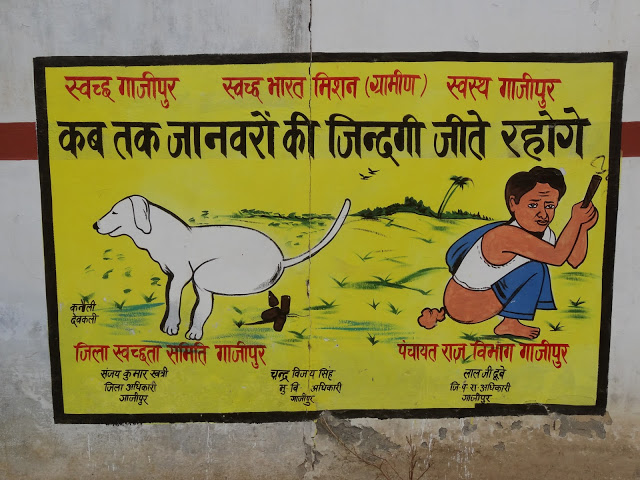 स्वच्छ गाजीपुर स्वच्छ भारत मिशन (ग्रामीण) स्वस्थ गाजीपुर
कब तक जानवरों की जिन्दगी जीते रहोगे
देवकली
जिला स्वच्छता समिति गाजीपुर
संजय कुमार खत्री
जिला अधिकारी
गाजीपुर
चन्द्र विजय सिंह
मु वि अधिकारी
गाजीपुर
पंचायत राज विभाग गाजीपुर
लाल जी दूबे
जि पं रा अधिकारी
गाजीपुर